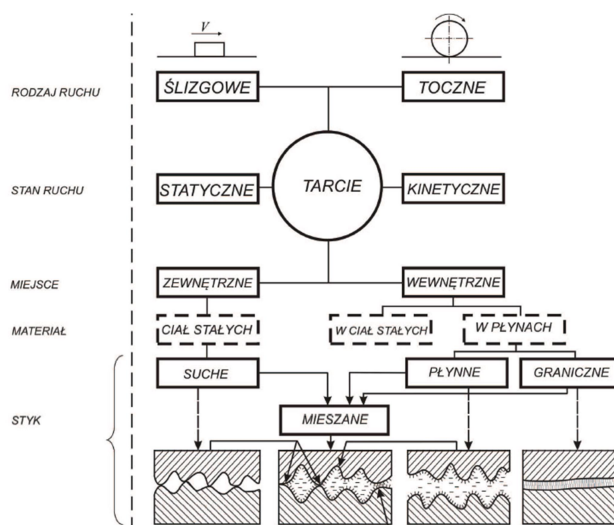 V
RODZAJ RUCHU
ŚLIZGOWE
TOCZNE
STAN RUCHU
STATYCZNE
TARCIE
KINETYCZNE
MIEJSCE
ZEWNĘTRZNE
WEWNĘTRZNE
MATERIAŁ
CIAŁ STAŁYCH
W CIAŁ STAŁYCH
W PŁYNACH
SUCHE
PŁYNNE
GRANICZNE
STYK
MIESZANE